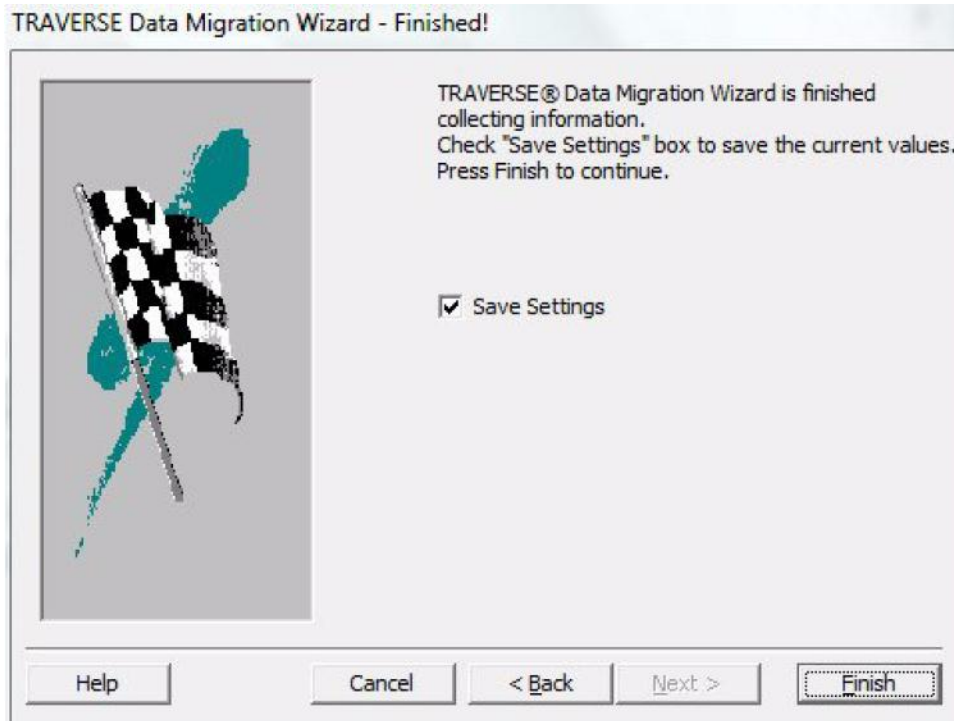 TRAVERSE Data Migration Wizard - Finished!
TRAVERSE® Data Migration Wizard is finished
collecting information.
Check "Save Settings" box to save the current values.
Press Finish to continue.
Save Settings
Help
Cancel
< Back
Next >
Finish